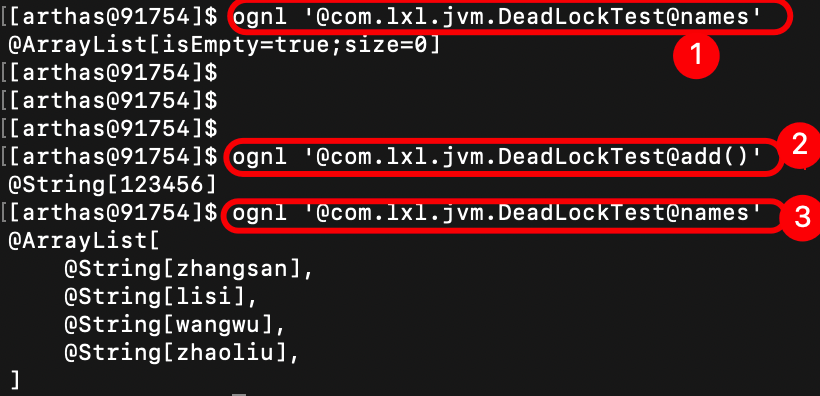 [[arthas@91754]$ ognl '@com.lxl.jvm.DeadLockTest@names'
1
@ArrayList[isEmpty=true;size=0]
[[arthas@91754]$
[[arthas@91754]$
[[arthas@91754]$
[[arthas@91754]$ ognl '@com.lxl.jvm.DeadLockTest@add()'
2
@String[123456]
[[arthas@91754]$ ognl '@com.lxl.jvm.DeadLockTest@names'
3
@ArrayList[
    @String[zhangsan],
    @String[lisi],
    @String[wangwu],
    @String[zhaoliu],
]